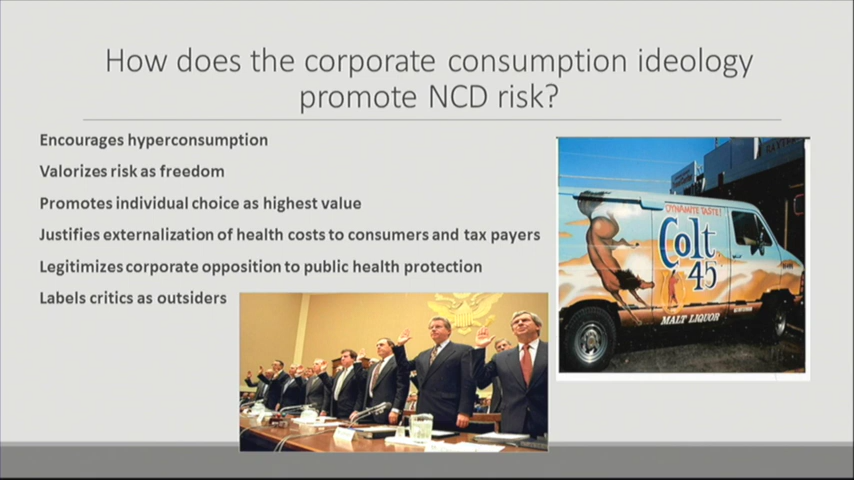 How does the corporate consumption ideology
promote NCD risk?
Encourages hyperconsumption
Valorizes risk as freedom
Promotes individual choice as highest value
Justifies externalization of health costs to consumers and tax payers
Legitimizes corporate opposition to public health protection
Labels critics as outsiders
DYNAMITE TASTE!
Colt
45
MALT LIQUOR